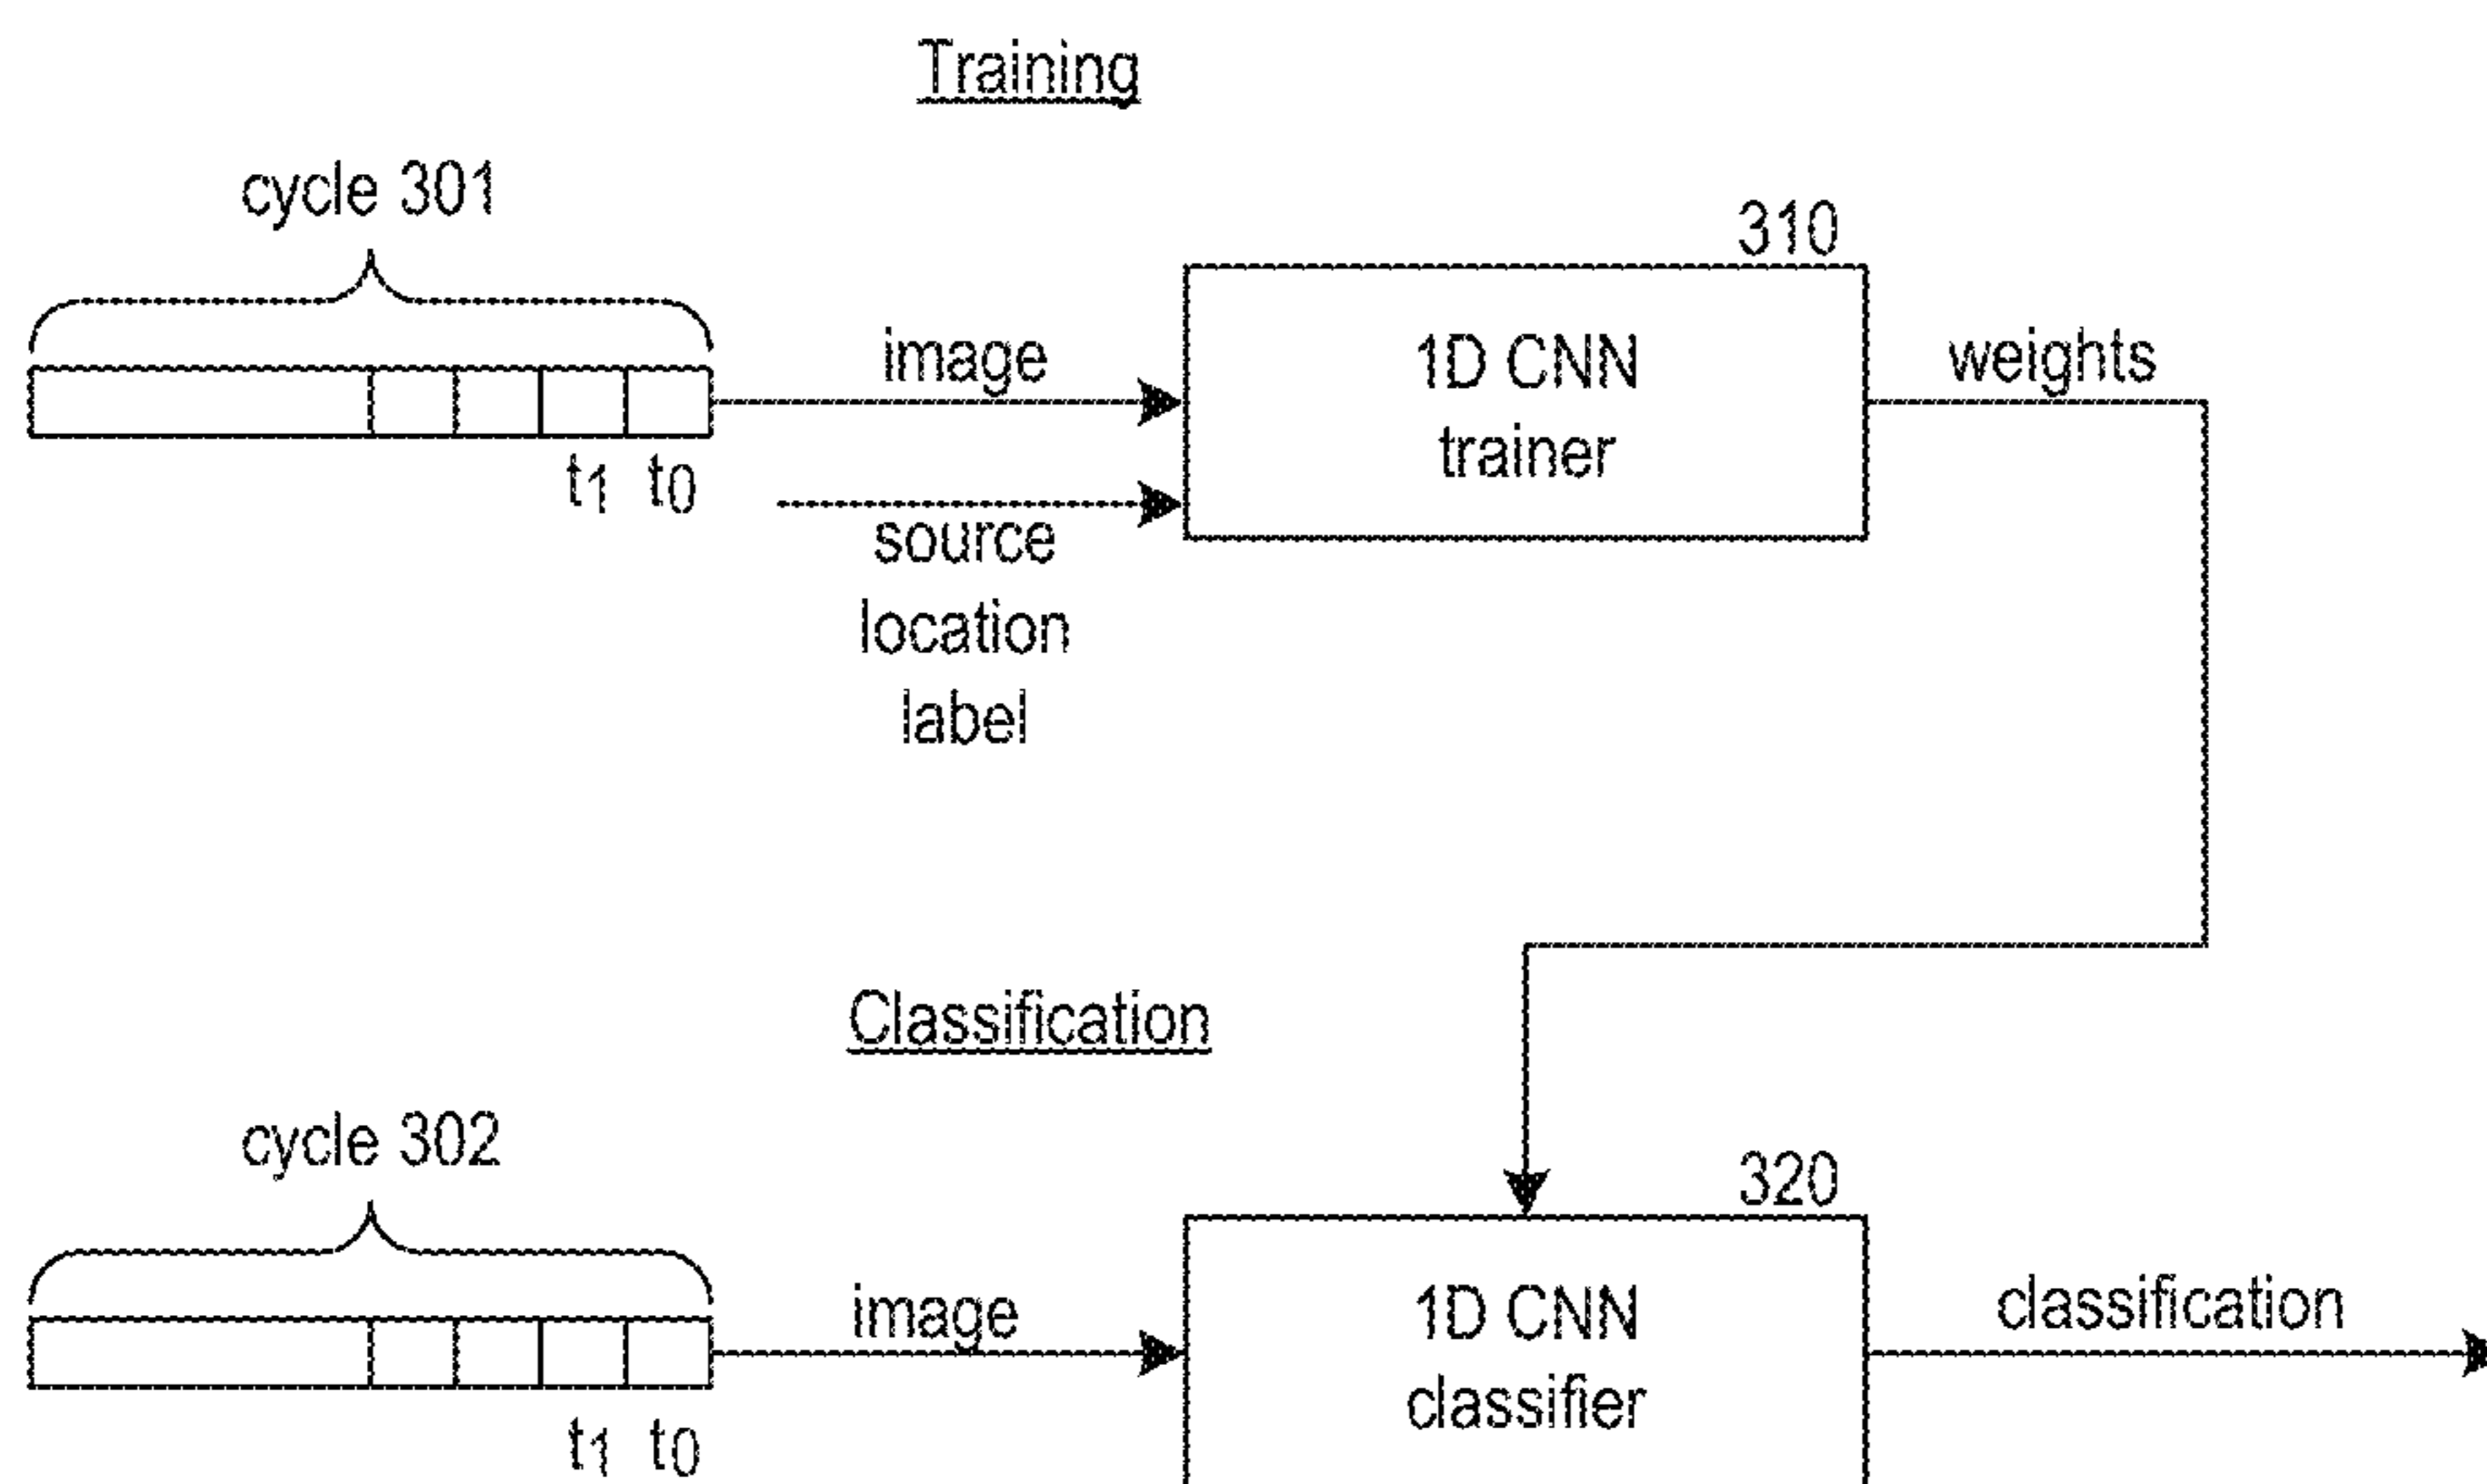 Training
cycle 301
310
image
1D CNN
trainer
weights
t1 t0
source
location
label
Classification
cycle 302
320
image
1D CNN
classifier
classification
t1 t0